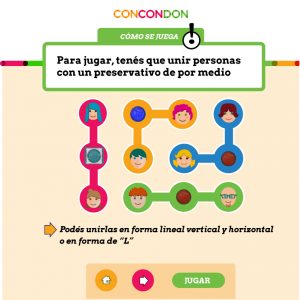 CONCONDON
CÓMO SE JUEGA
Para jugar, tenés que unir personas
con un preservativo de por medio
Podés unirlas en forma lineal vertical y horizontal
o en forma de “L”
JUGAR